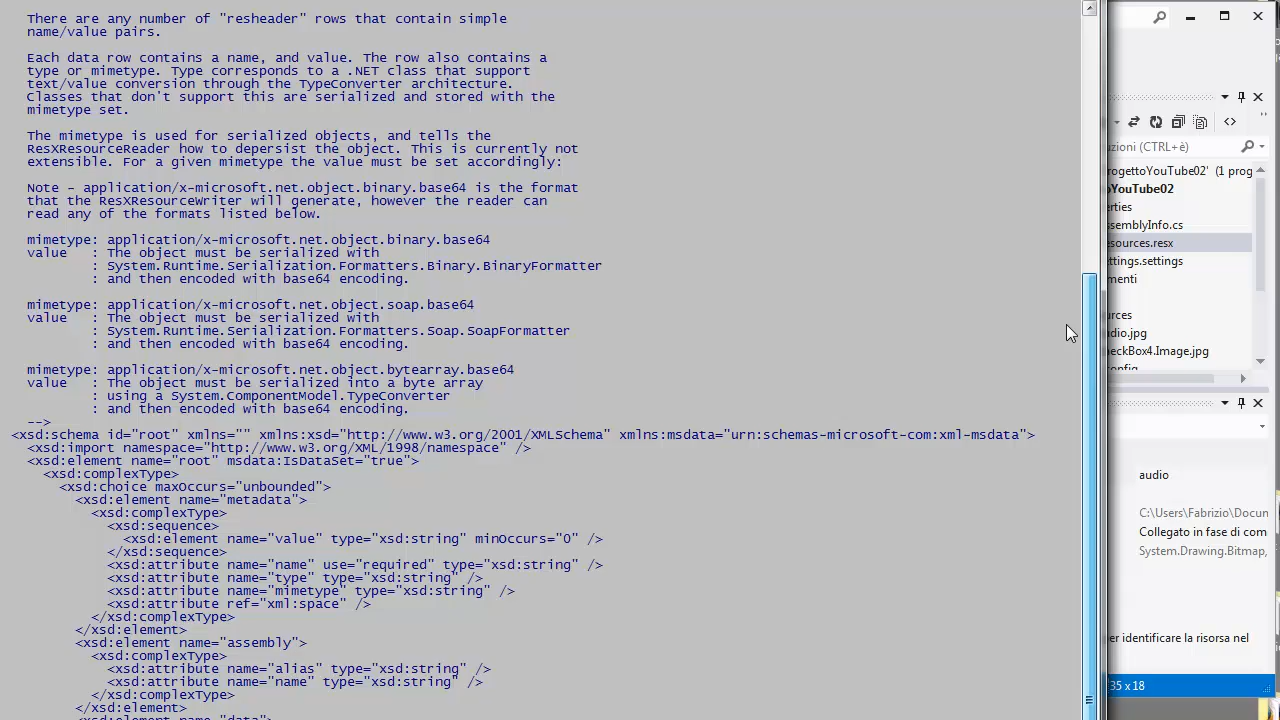 There are any number of "resheader" rows that contain simple
name/value pairs.
Each data row contains a name, and value. The row also contains a
type or mimetype. Type corresponds to a .NET class that support
text/value conversion through the TypeConverter architecture.
Classes that don't support this are serialized and stored with the
mimetype set.
The mimetype is used for serialized objects, and tells the
ResXResourceReader how to depersist the object. This is currently not
extensible. For a given mimetype the value must be set accordingly:
Note - application/x-microsoft.net.object.binary.base64 is the format
that the ResXResourceWriter will generate, however the reader can
read any of the formats listed below.
mimetype: application/x-microsoft.net.object.binary.base64
value   : The object must be serialized with
: System.Runtime.Serialization.Formatters.Binary.BinaryFormatter
: and then encoded with base64 encoding.
mimetype: application/x-microsoft.net.object.soap.base64
value   : The object must be serialized with
: System.Runtime.Serialization.Formatters.Soap.SoapFormatter
: and then encoded with base64 encoding.
mimetype: application/x-microsoft.net.object.bytearray.base64
value   : The object must be serialized into a byte array
: using a System.ComponentModel.TypeConverter
: and then encoded with base64 encoding.
-->
<xsd:schema id="root" xmlns="" xmlns:xsd="http://www.w3.org/2001/XMLSchema" xmlns:msdata="urn:schemas-microsoft-com:xml-msdata">
<xsd:import namespace="http://www.w3.org/XML/1998/namespace" />
<xsd:element name="root" msdata:IsDataSet="true">
<xsd:complexType>
<xsd:choice maxOccurs="unbounded">
<xsd:element name="metadata">
<xsd:complexType>
<xsd:sequence>
<xsd:element name="value" type="xsd:string" minOccurs="0" />
</xsd:sequence>
<xsd:attribute name="name" use="required" type="xsd:string" />
<xsd:attribute name="type" type="xsd:string" />
<xsd:attribute name="mimetype" type="xsd:string" />
<xsd:attribute ref="xml:space" />
</xsd:complexType>
</xsd:element>
<xsd:element name="assembly">
<xsd:complexType>
<xsd:attribute name="alias" type="xsd:string" />
<xsd:attribute name="name" type="xsd:string" />
</xsd:complexType>
</xsd:element>
<xsd:element name="data">
uzioni (CTRL+è)
rogettoYouTube02' (1 prog
oYouTube02
erties
ssemblyInfo.cs
esources.resx
ettings.settings
menti
urces
udio.jpg
heckBox4.Image.jpg
config
audio
C:\Users\Fabrizio\Docun
Collegato in fase di com
System.Drawing.Bitmap,
er identificare la risorsa nel
35 x 18